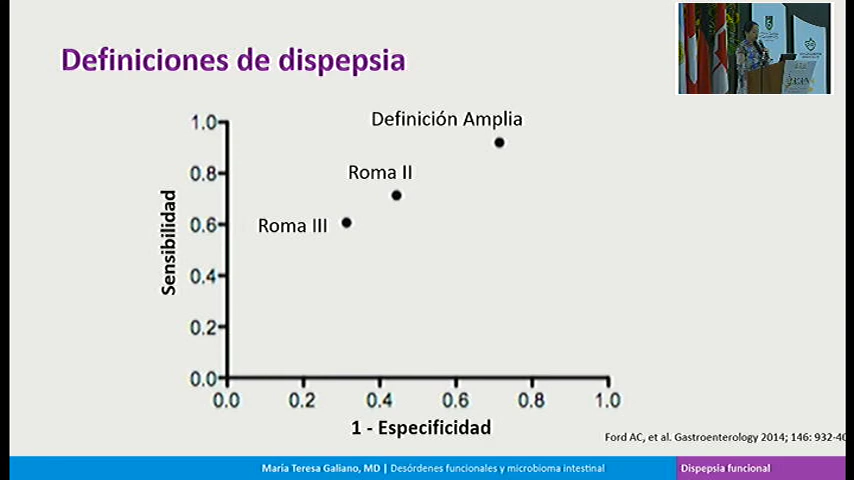 Definiciones de dispepsia
Definición Amplia
Roma II
Roma III
Sensibilidad
1.0
0.8
0.6
0.4
0.2
0.0
0.0 0.2 0.4 0.6 0.8 1.0
1 - Especificidad
Ford AC, et al. Gastroenterology 2014; 146: 932-40
María Teresa Galiano, MD | Desórdenes funcionales y microbioma intestinal
Dispepsia funcional